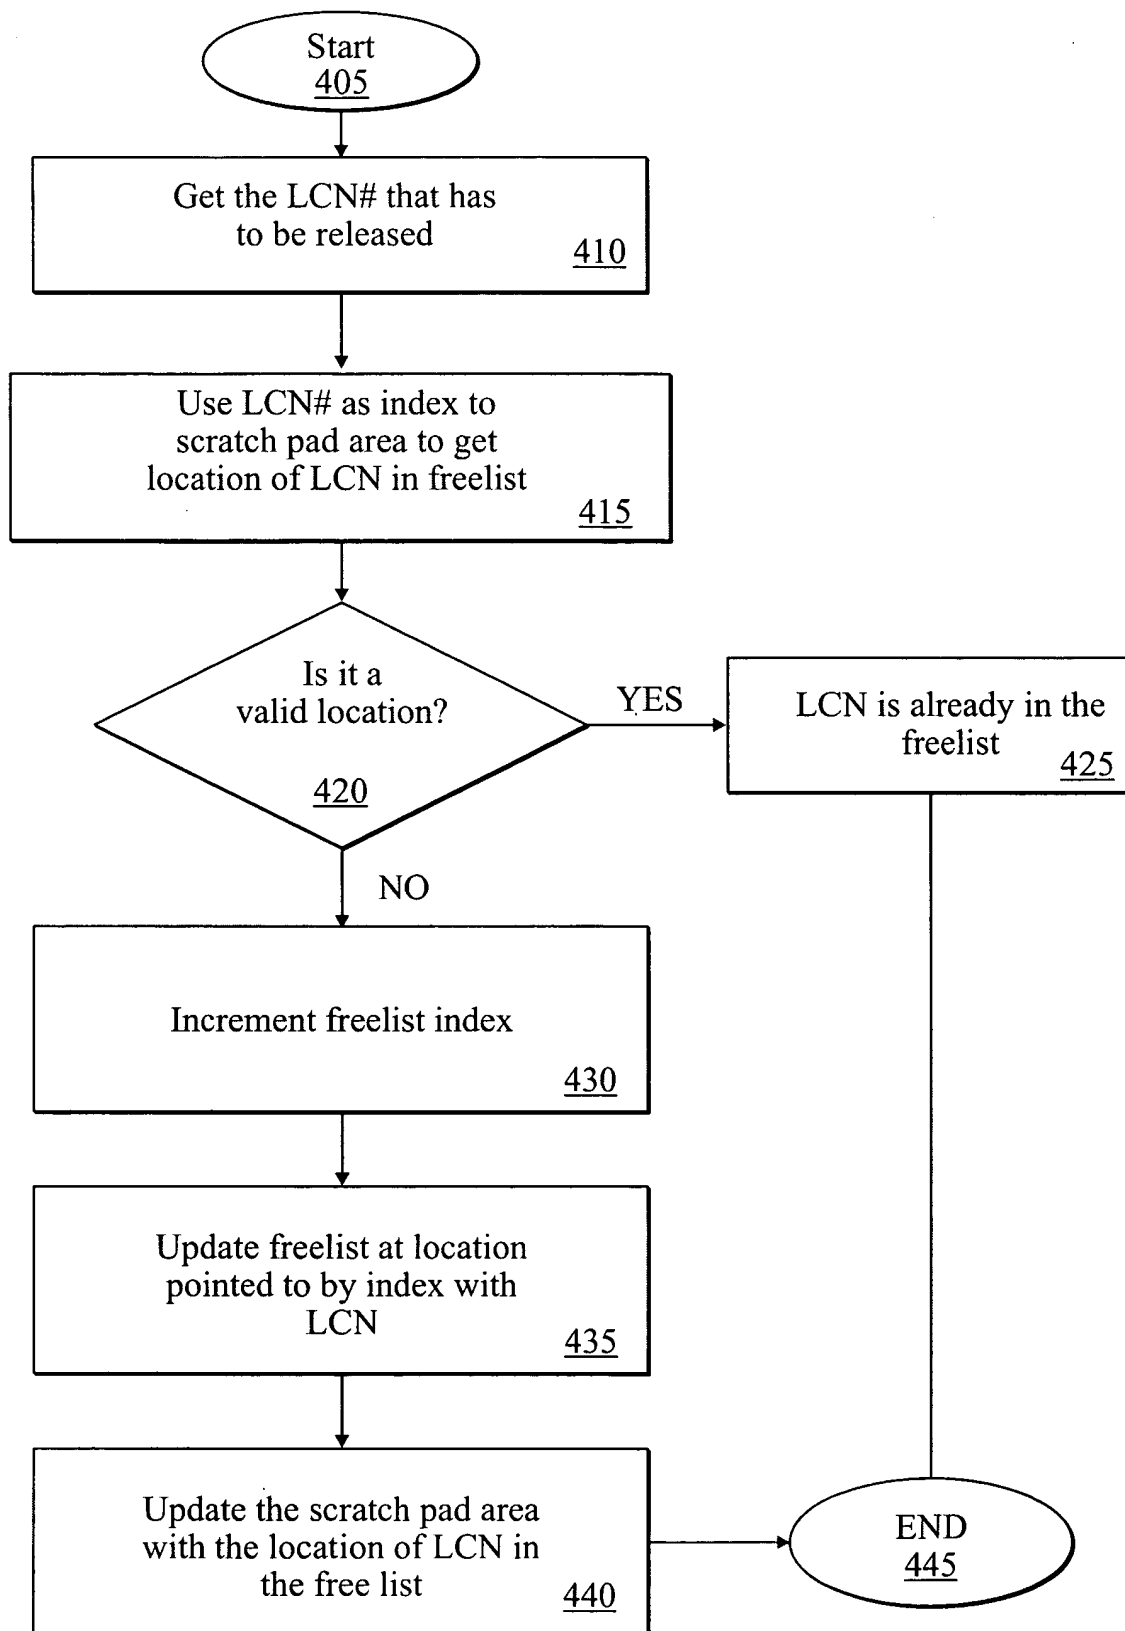 Start
405
Get the LCN# that has
to be released
410
Use LCN# as index to
scratch pad area to get
location of LCN in freelist
415
Is it a
valid location?
420
YES
LCN is already in the
freelist
425
NO
Increment freelist index
430
Update freelist at location
pointed to by index with
LCN
435
Update the scratch pad area
with the location of LCN in
the free list
440
END
445